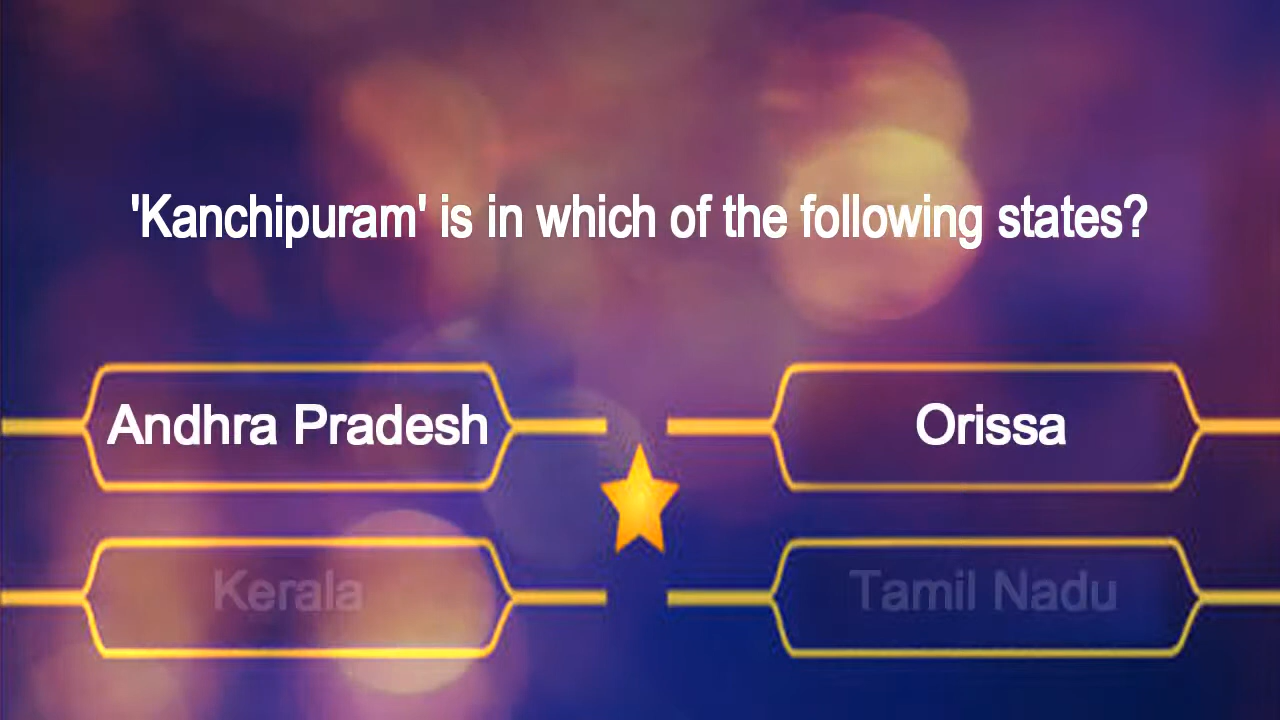 'Kanchipuram' is in which of the following states?
Andhra Pradesh
Orissa
Kerala
Tamil Nadu